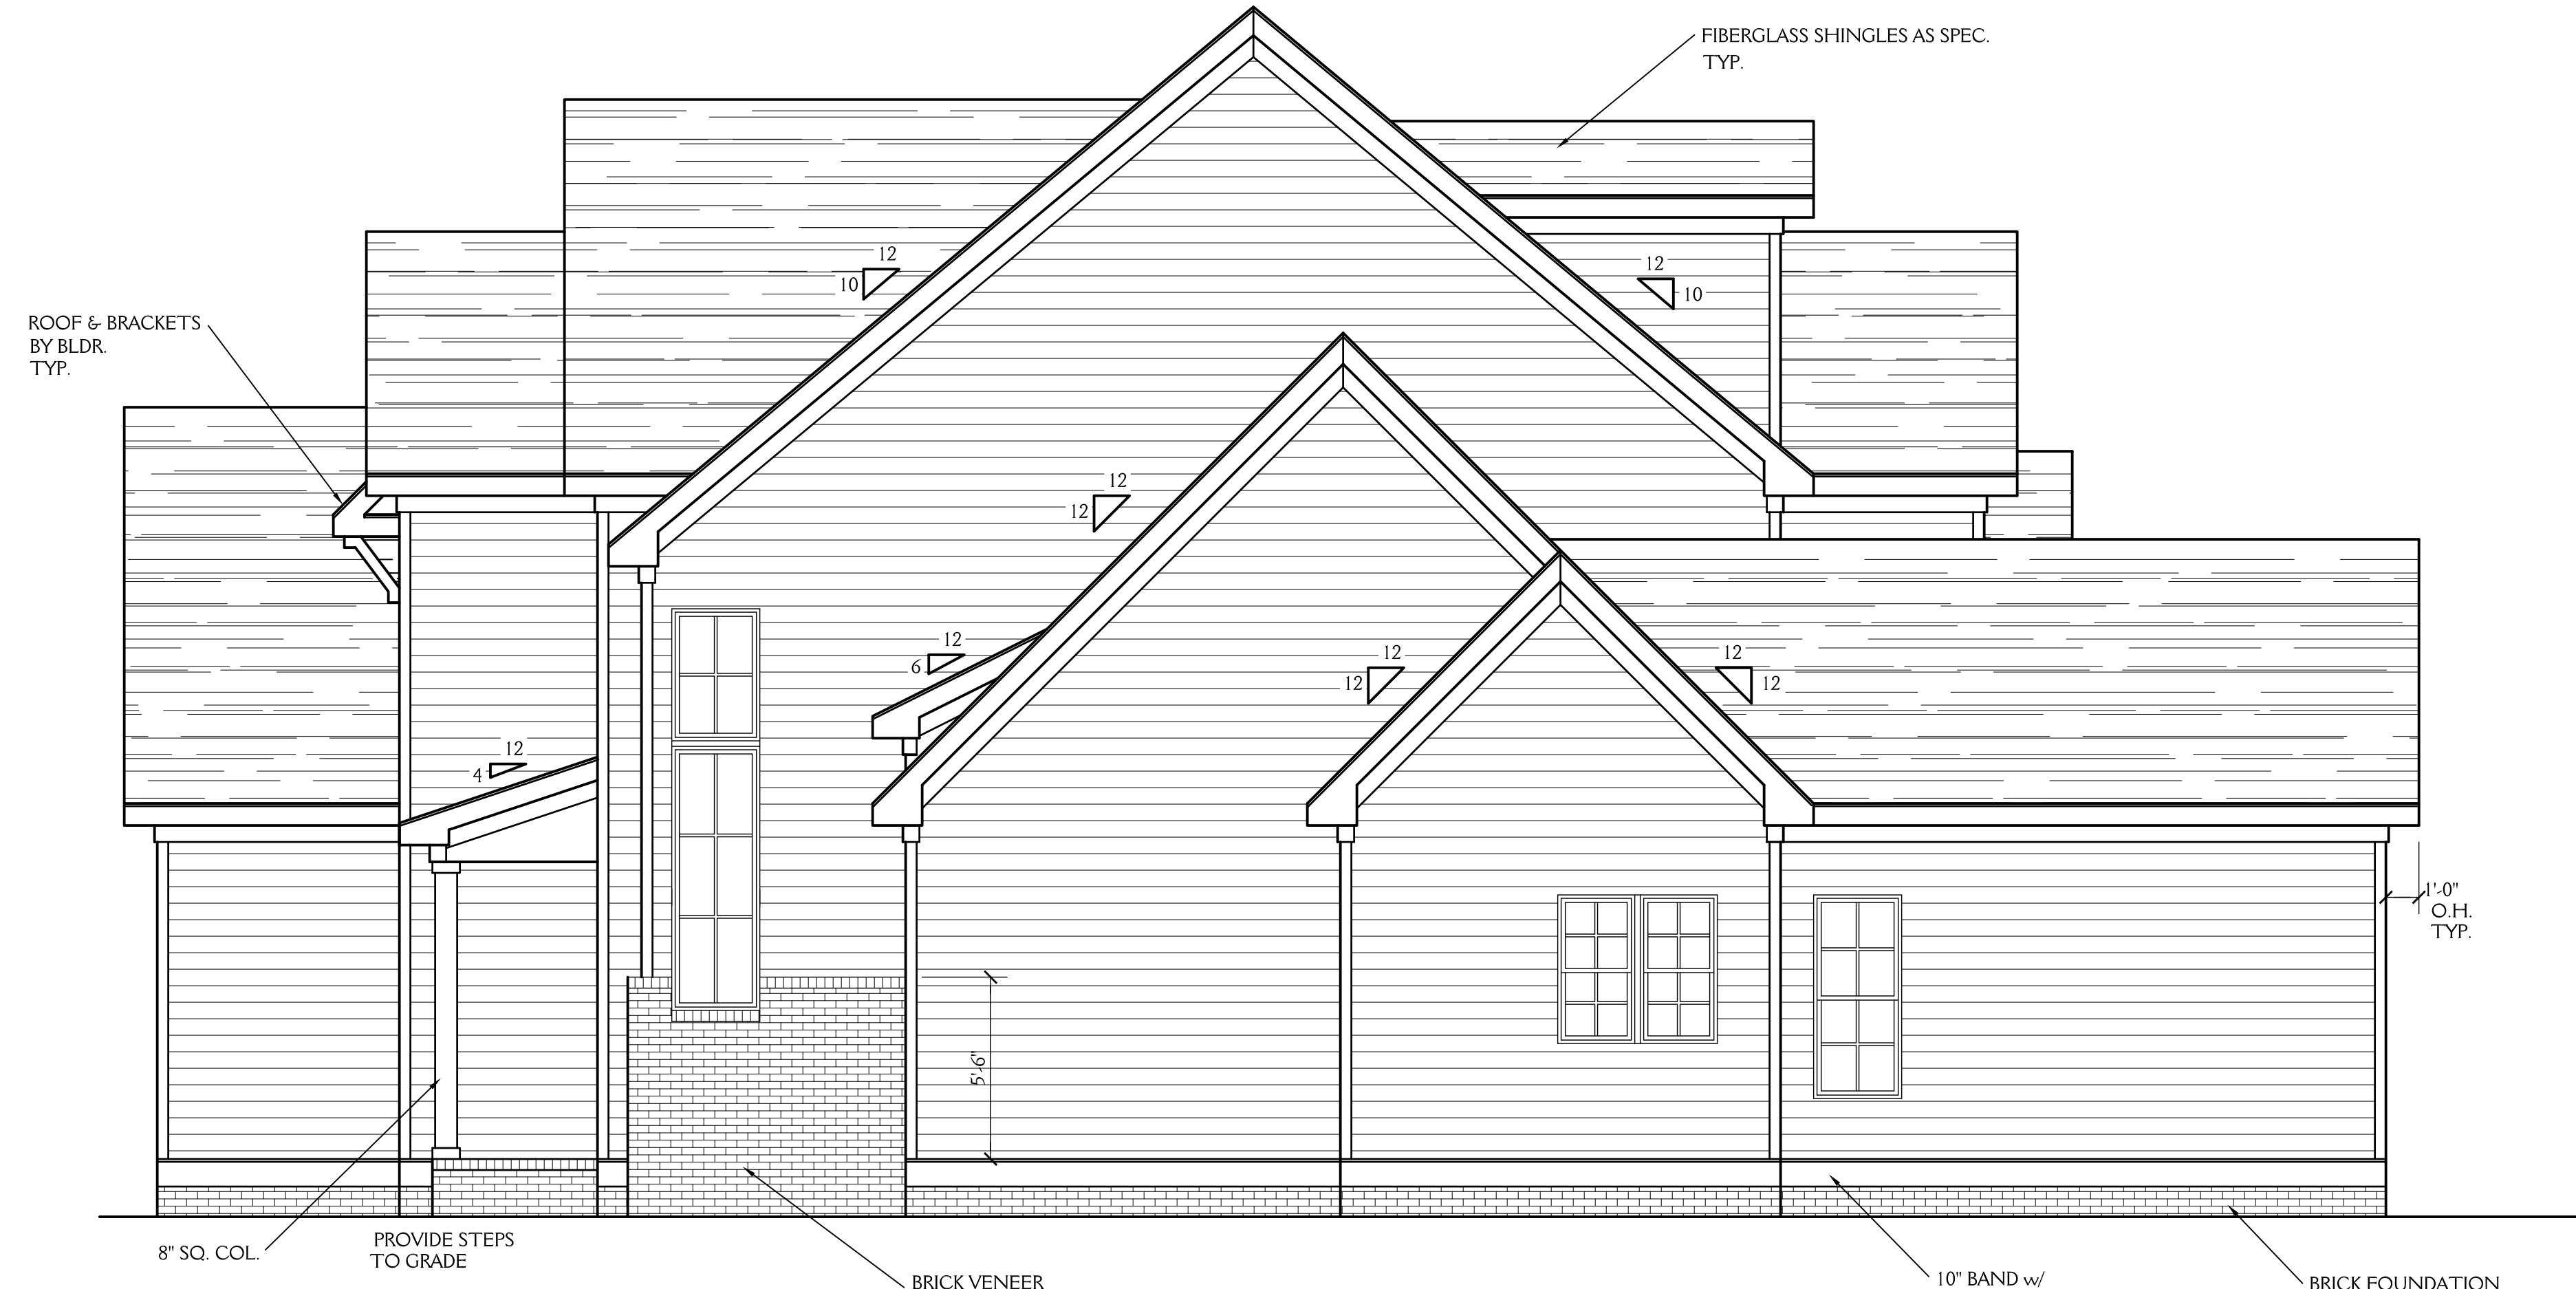 FIBERGLASS SHINGLES AS SPEC.
TYP.
12
10
12
10
ROOF & BRACKETS
BY BLDR.
TYP.
12
12
12
6
12
12
12
12
12
4
1'-0"
O.H.
TYP.
5'-6"
8" SQ. COL.
PROVIDE STEPS
TO GRADE
BRICK VENEER
10" BAND w/
BRICK FOUNDATION